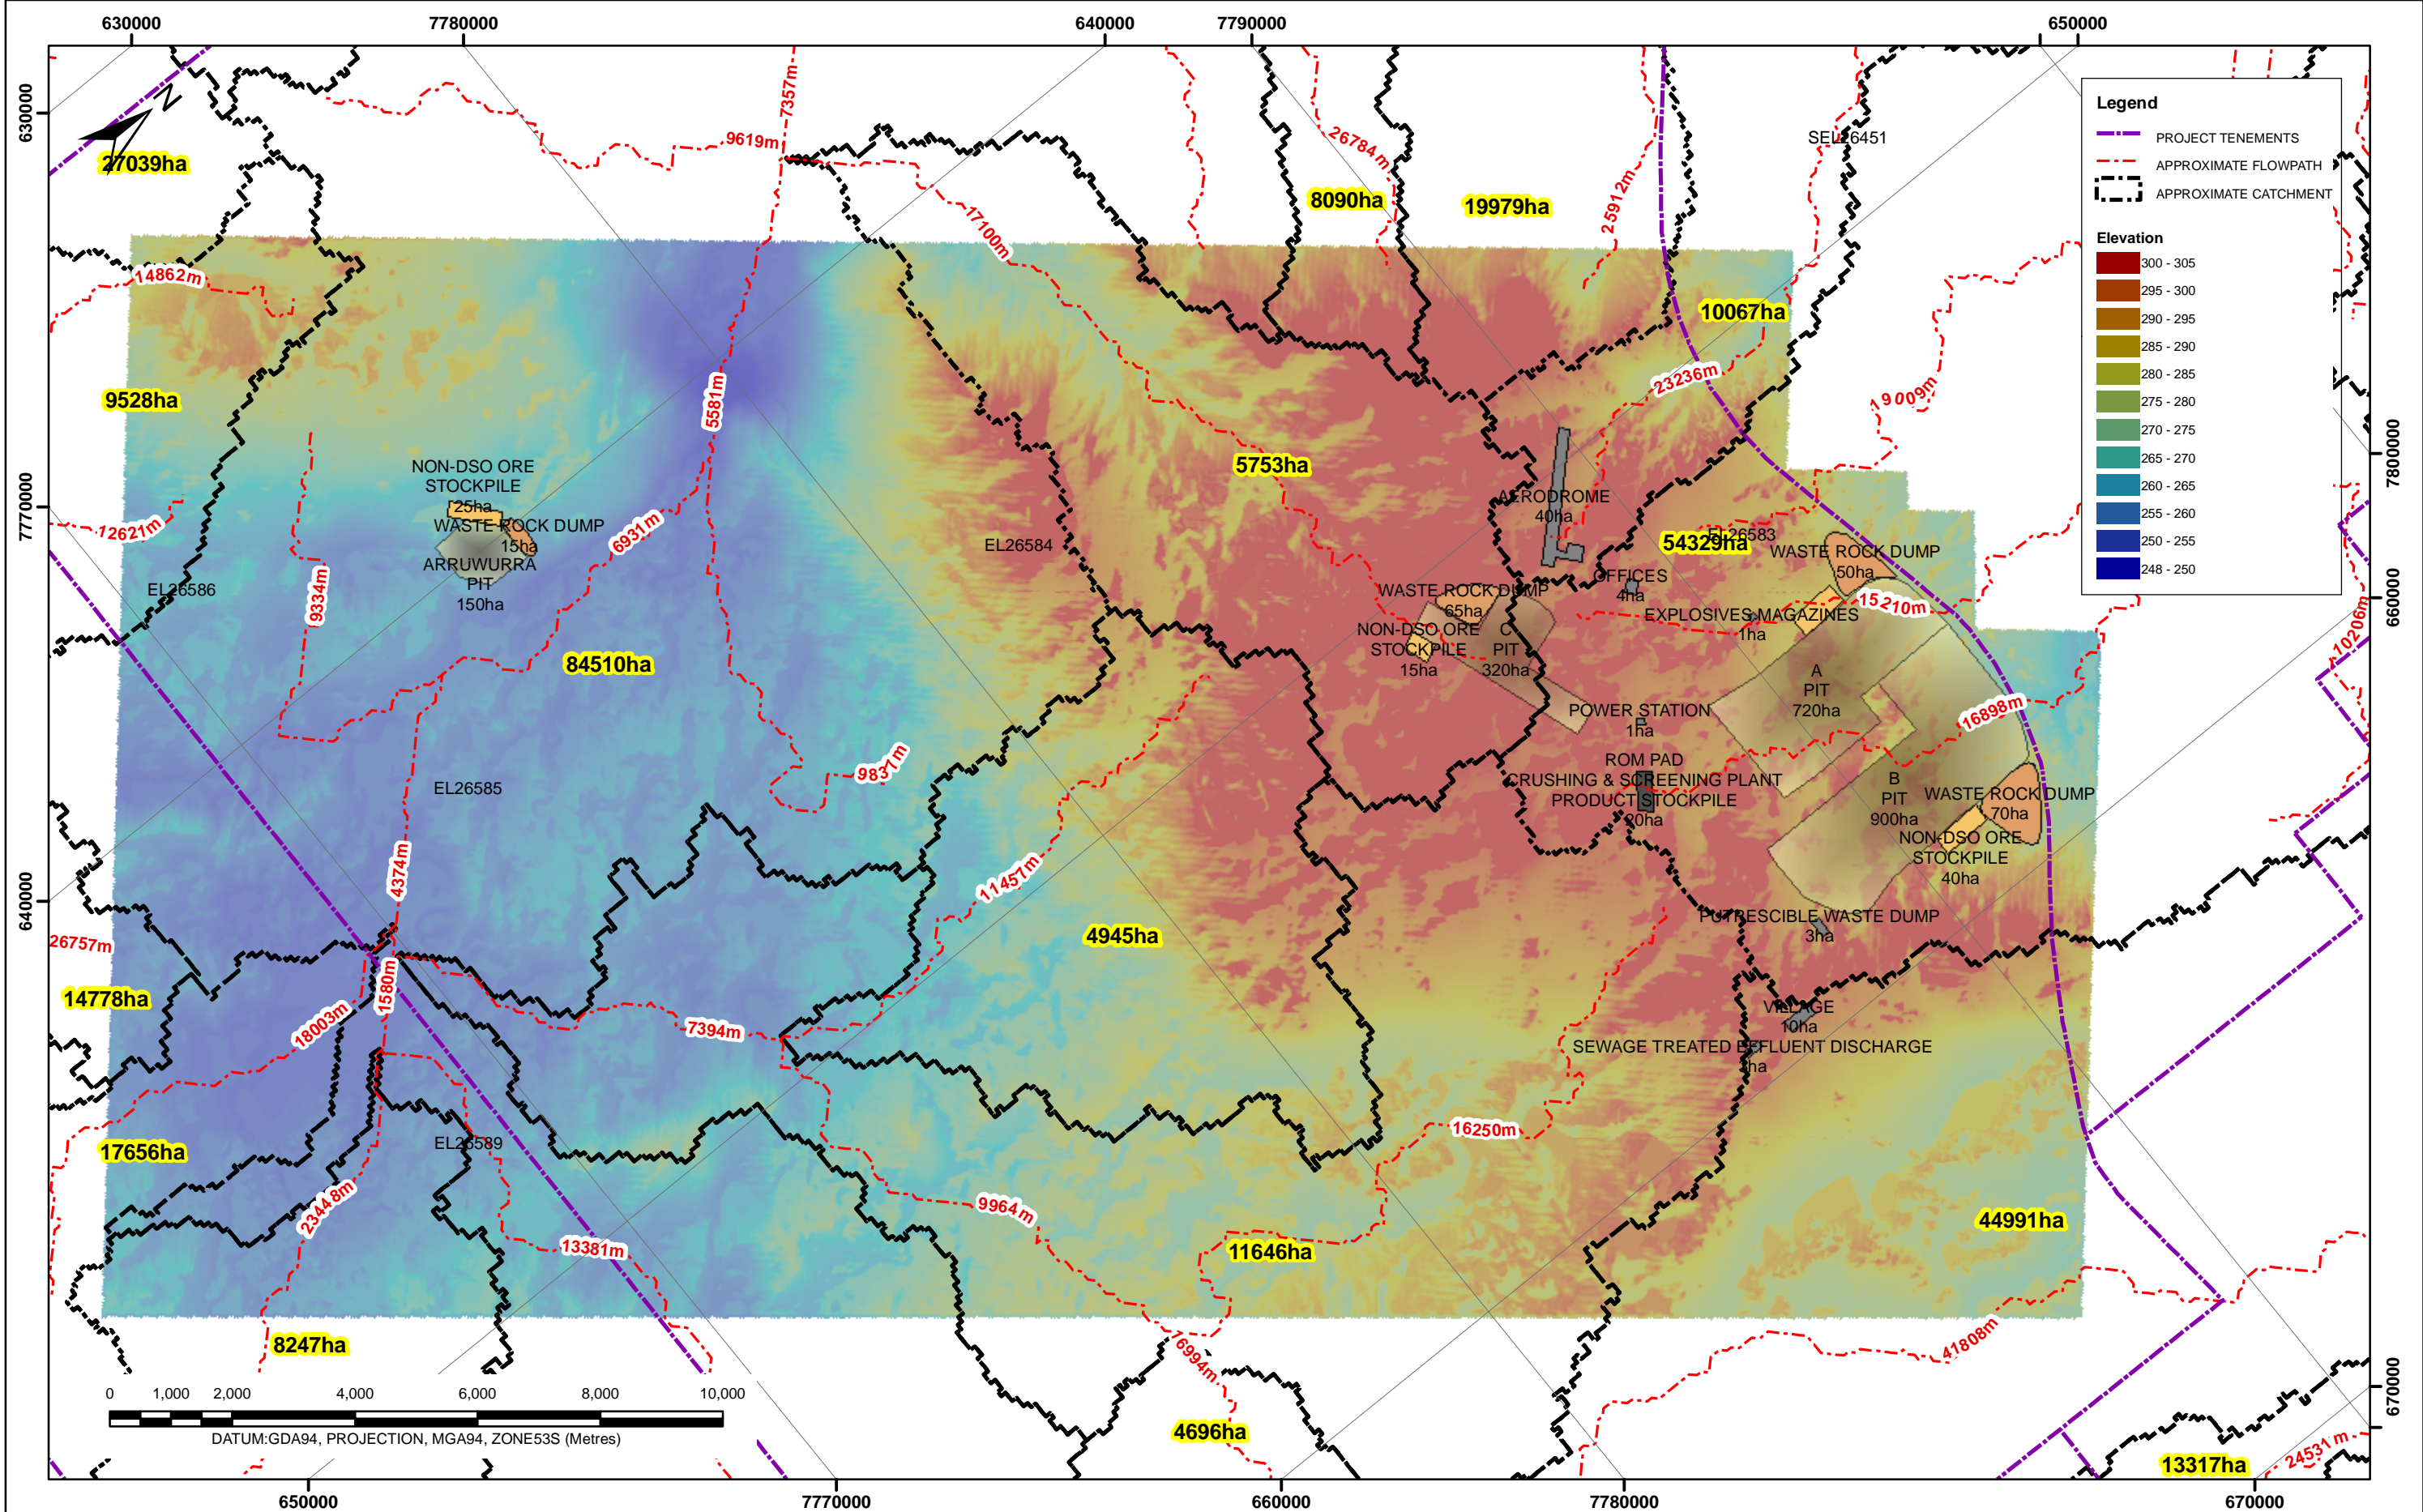 630000
7780000
640000
7790000
650000
630000
7770000
640000
7800000
660000
670000
650000
7770000
660000
7780000
670000
N
Legend
PROJECT TENEMENTS
APPROXIMATE FLOWPATH
APPROXIMATE CATCHMENT
Elevation
300 - 305
295 - 300
290 - 295
285 - 290
280 - 285
275 - 280
270 - 275
265 - 270
260 - 265
255 - 260
250 - 255
248 - 250
27039ha
9619m
7357m
26784m
8090ha
19979ha
25912m
SEL26451
17100m
14862m
10067ha
5581m
23236m
19009m
9528ha
5753ha
NON-DSO ORE
STOCKPILE
25ha
WASTE ROCK DUMP
15ha
ARRUWURRA
PIT
150ha
12621m
6931m
EL26584
AERODROME
40ha
EL26583
54329ha
WASTE ROCK DUMP
50ha
EL26586
9334m
OFFICES
4ha
WASTE ROCK DUMP
65ha
EXPLOSIVES MAGAZINES
1ha
15210m
10206m
NON-DSO ORE
STOCKPILE
15ha
C
PIT
320ha
84510ha
A
PIT
720ha
POWER STATION
1ha
16898m
EL26585
9837m
ROM PAD
CRUSHING & SCREENING PLANT
PRODUCT STOCKPILE
20ha
B
PIT
900ha
WASTE ROCK DUMP
70ha
NON-DSO ORE
STOCKPILE
40ha
4374m
11457m
PUTRESCIBLE WASTE DUMP
3ha
4945ha
26757m
14778ha
1580m
18003m
7394m
VILLAGE
10ha
SEWAGE TREATED EFFLUENT DISCHARGE
17656ha
EL26589
16250m
23448m
9964m
13381m
11646ha
44991ha
8247ha
16994m
41808m
4696ha
13317ha
24531m
0 1,000 2,000 4,000 6,000 8,000 10,000
DATUM:GDA94, PROJECTION, MGA94, ZONE53S (Metres)